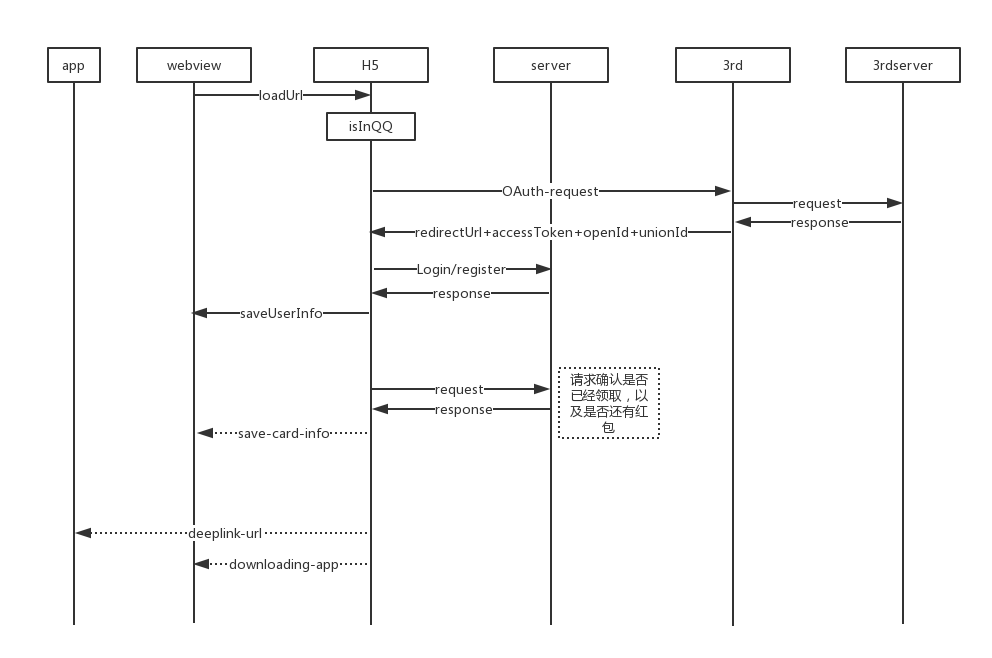 app
webview
H5
server
3rd
3rdserver
loadUrl
isInQQ
OAuth-request
request
response
redirectUrl+accessToken+openId+unionId
Login/register
response
saveUserInfo
request
response
请求确认是否
已经领取，以
及是否还有红
包
save-card-info
deeplink-url
downloading-app